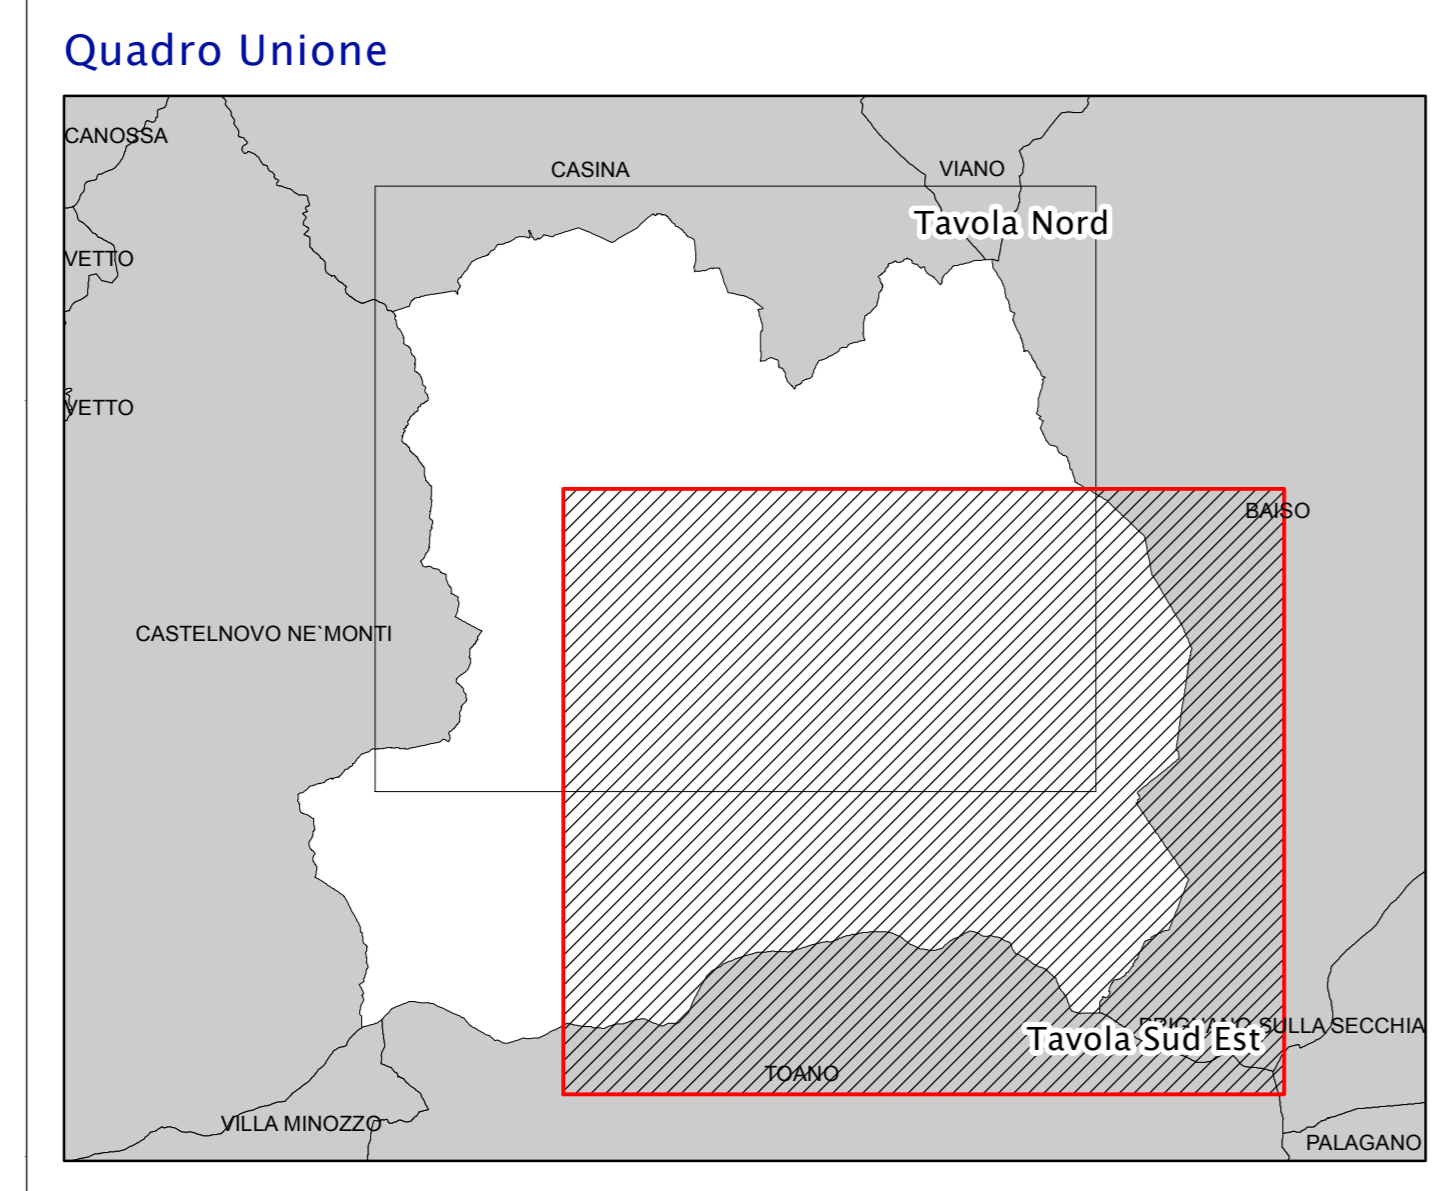 Quadro Unione
CANOSSA
CASINA
VIANO
Tavola Nord
VETTO
VETTO
BAISO
CASTELNOVO NE`MONTI
SULLA SECCHIA
Tavola Sud Est
TOANO
VILLA MINOZZO
PALAGANO